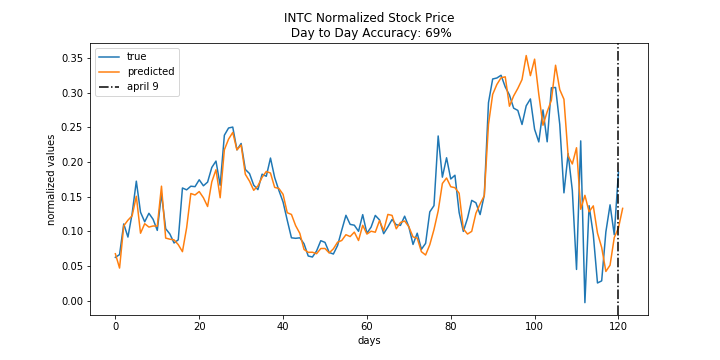 INTC Normalized Stock Price
Day to Day Accuracy: 69%
true
predicted
april 9
normalized values
0.35
0.30
0.25
0.20
0.15
0.10
0.05
0.00
0 20 40 60 80 100 120
days